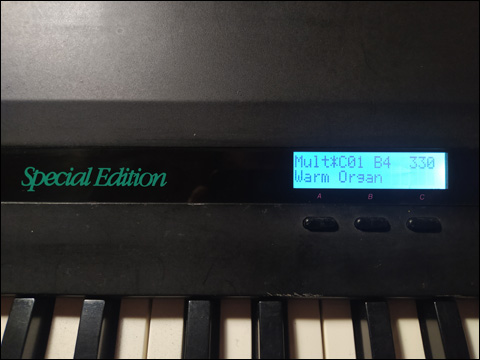 Special Edition
Mult*C01 B4 330
Warm Organ
A B C